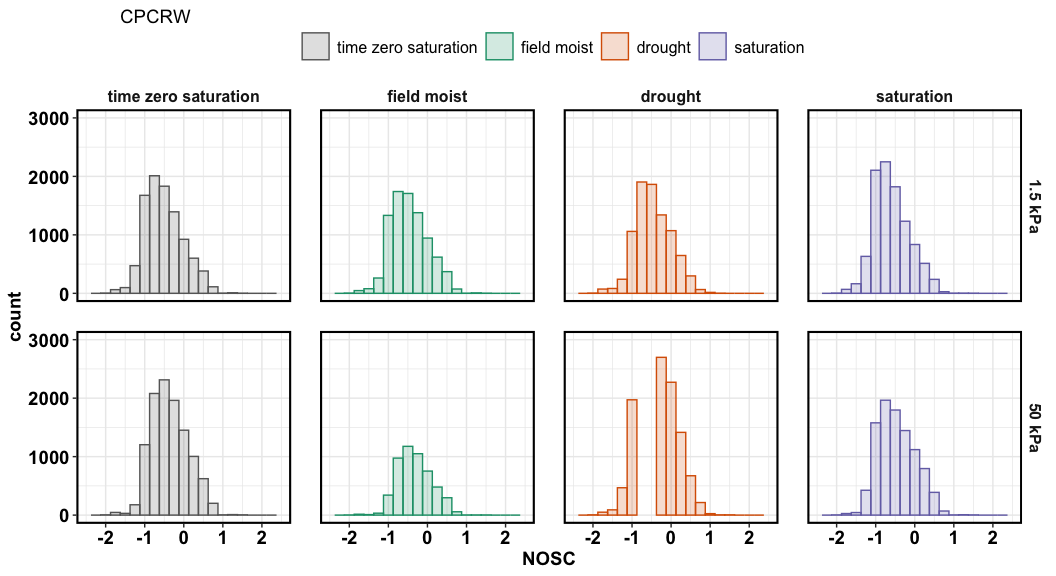 CPCRW
time zero saturation field moist drought saturation
time zero saturation field moist drought saturation
3000
2000
1000
0
1.5 kPa
count
3000
2000
1000
0
50 kPa
-2 -1 0 1 2 -2 -1 0 1 2 -2 -1 0 1 2 -2 -1 0 1 2
NOSC